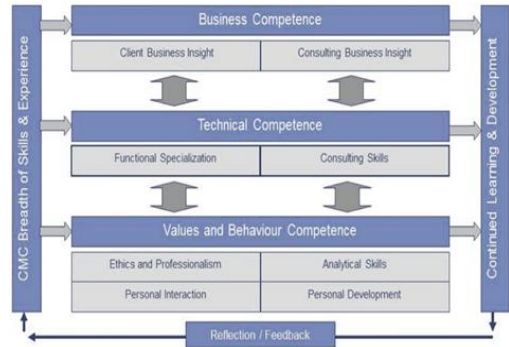 Business Competence
Client Business Insight
Consulting Business Insight
Technical Competence
Functional Specialization
Consulting Skills
Values and Behaviour Competence
Ethics and Professionalism
Analytical Skills
Personal Interaction
Personal Development
CMC Breadth of Skills & Experience
Continued Learning & Development
Reflection / Feedback